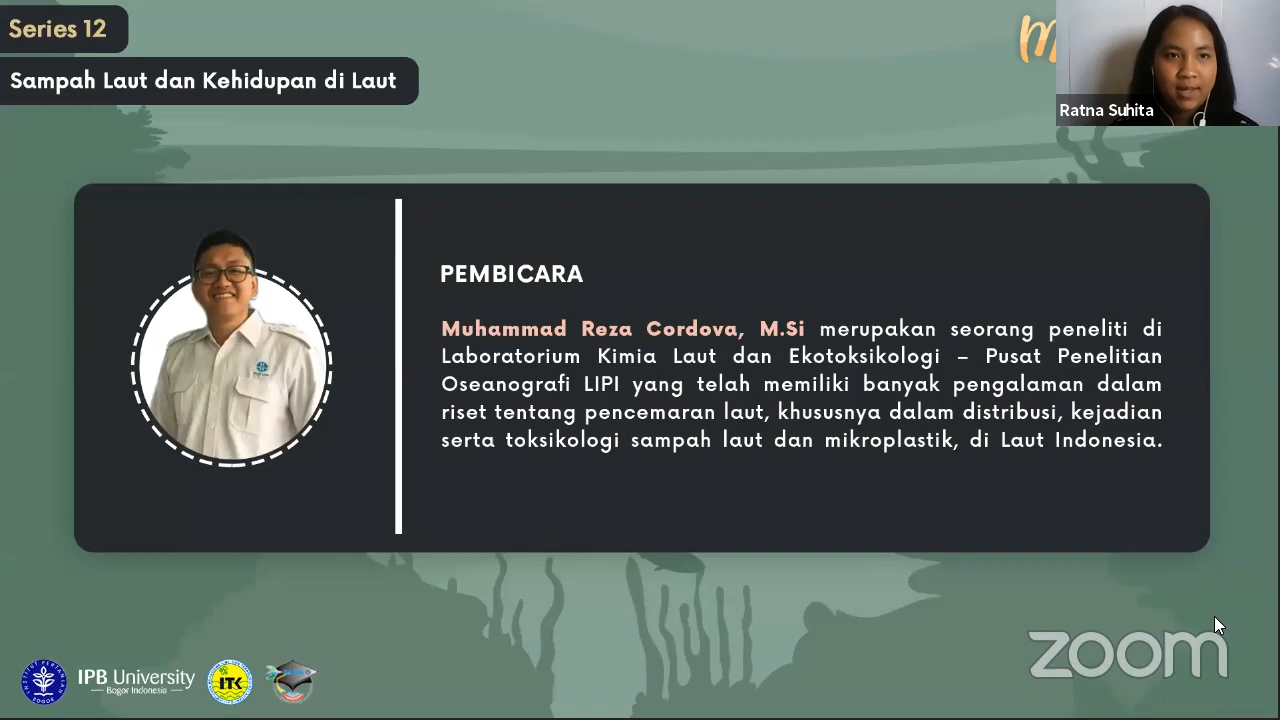 Series 12
Sampah Laut dan Kehidupan di Laut
Ratna Suhita
PEMBICARA
Muhammad Reza Cordova, M.Si merupakan seorang peneliti di
Laboratorium Kimia Laut dan Ekotoksikologi – Pusat Penelitian
Oseanografi LIPI yang telah memiliki banyak pengalaman dalam
riset tentang pencemaran laut, khususnya dalam distribusi, kejadian
serta toksikologi sampah laut dan mikroplastik, di Laut Indonesia.
INSTITUT PERTANIAN
BOGOR
IPB University
Bogor Indonesia
ITK
zoom